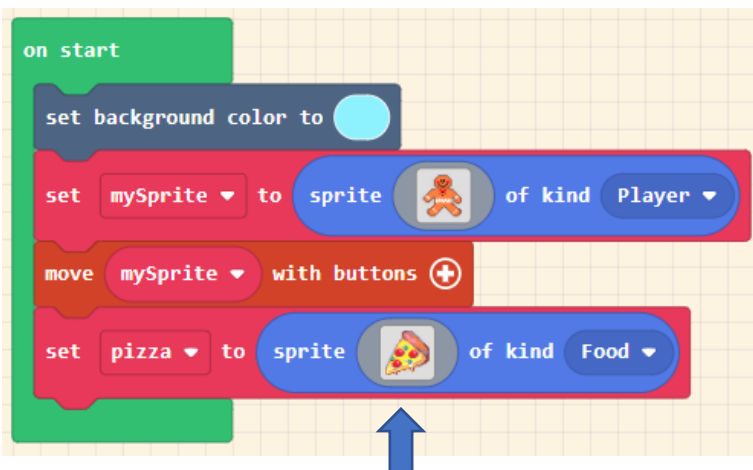 on start
set background color to
set mySprite to sprite of kind Player
move mySprite with buttons
set pizza to sprite of kind Food